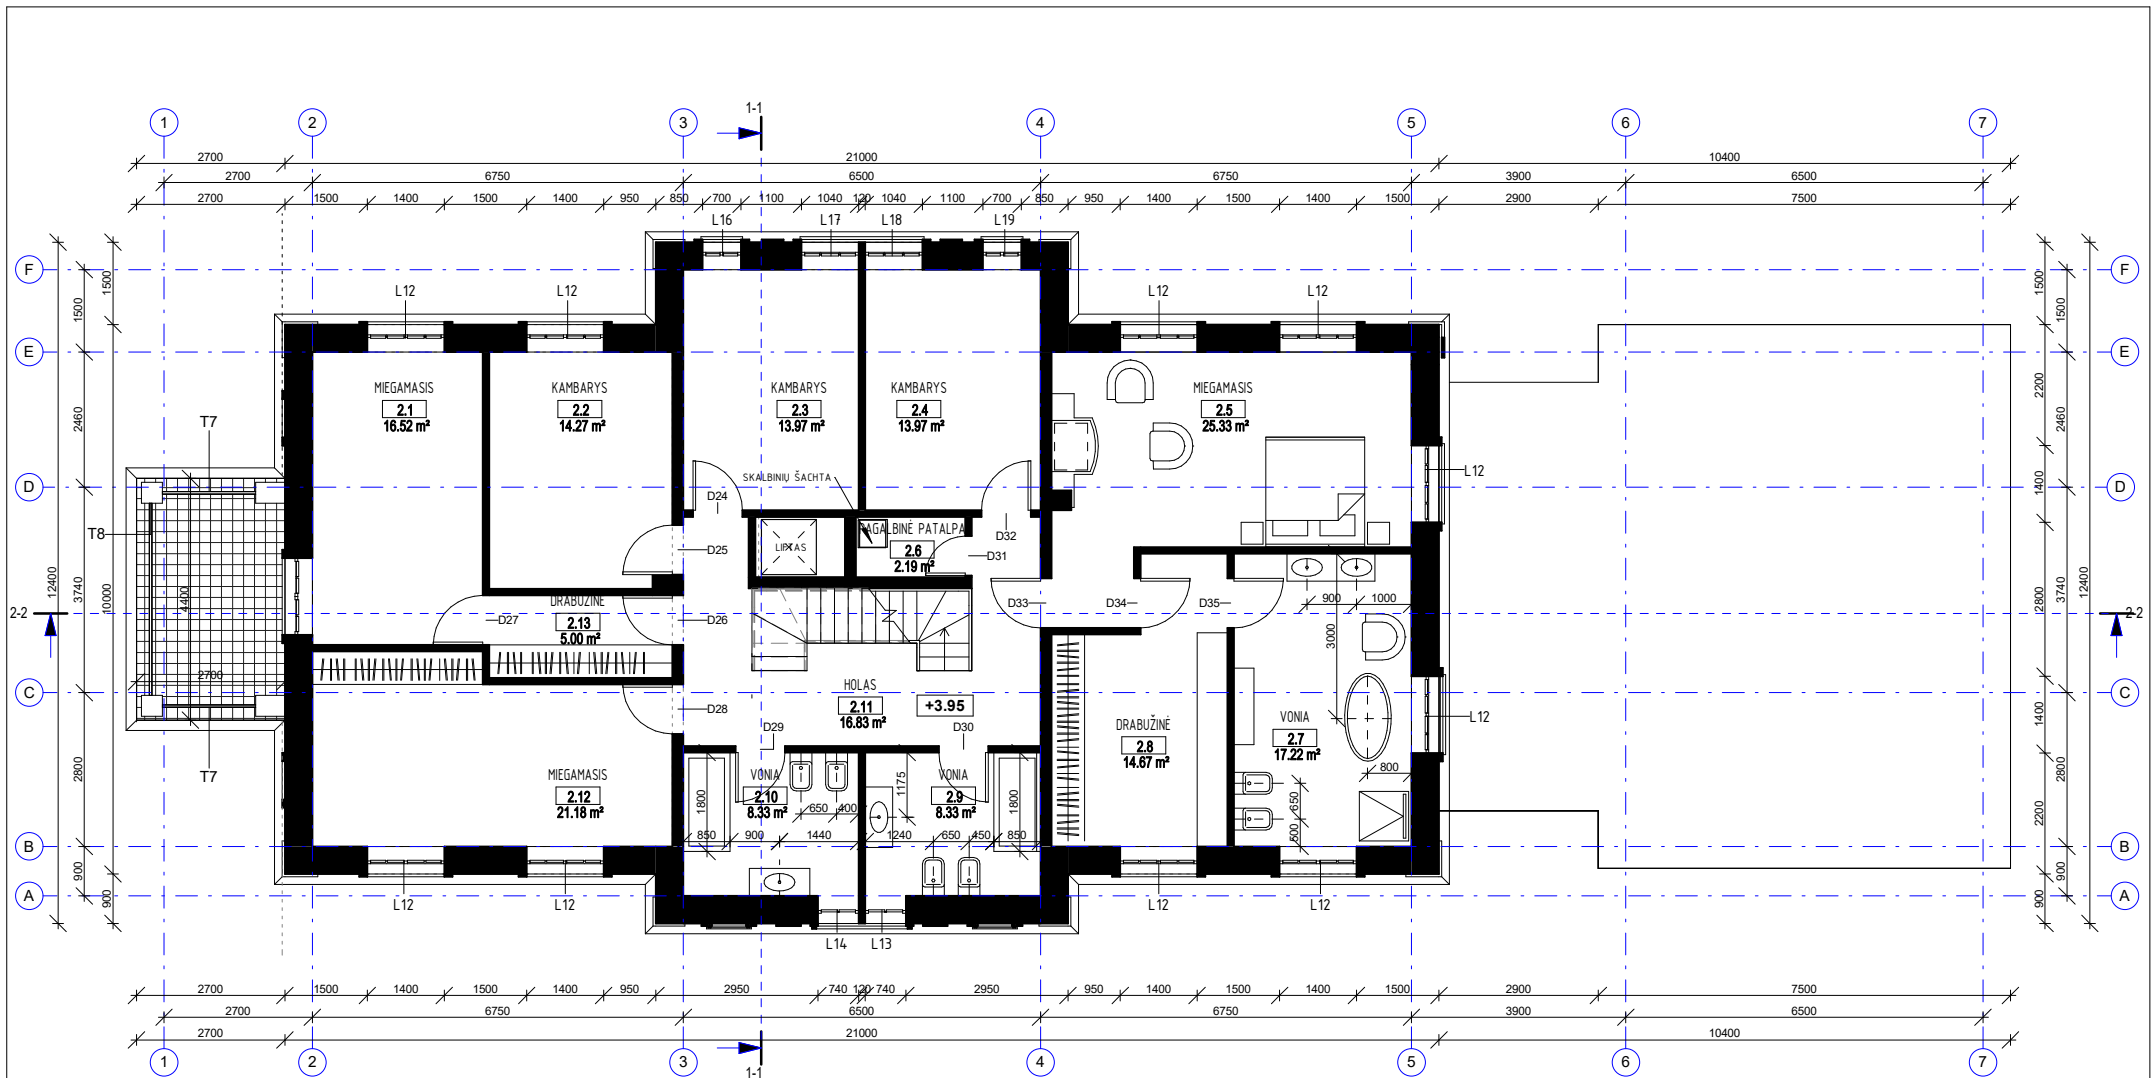 1-1
1 2 3 4 5 6 7
2700 21000 10400
2700 6750 6500 6750 3900 6500
2700 1500 1400 1500 1400 950 850 700 1100 1040 120 1040 1100 700 850 950 1400 1500 1400 1500 2900 7500
L16 L17 L18 L19
F F
1500 1500 1500 1500
L12 L12 L12 L12
E E
MIEGAMASIS KAMBARYS KAMBARYS KAMBARYS MIEGAMASIS
2.1 2.2 2.3 2.4 2.5
16.52 m² 14.27 m² 13.97 m² 13.97 m² 25.33 m²
2460 2200 2460
T7
L12
SKALBINIŲ ŠACHTA
D D
D24
1400
T8
D32
PAGALBINĖ PATALPA
LIFTAS
2.6
2.19 m²
D25 D31
12400 3740 10000 4400
2800 3740 12400
DRABUŽINĖ
2.13
5.00 m²
D27 D26 D33 D34 D35
900 1000
3000
2-2 2-2
2700
C C
HOLAS
2.11
16.83 m²
+3.95
D28 D29 D30
DRABUŽINĖ
2.8
14.67 m²
VONIA
2.7
17.22 m²
L12
1400
T7
2800 2800
800
MIEGAMASIS
2.12
21.18 m²
VONIA
2.10
8.33 m²
VONIA
2.9
8.33 m²
1800 650 400 1175 1800
650
500
2200
850 900 1440 1240 650 450 850
B B
900 900 900 900
A A
L12 L12 L12 L12
L14 L13
2700 1500 1400 1500 1400 950 2950 740 120 740 2950 950 1400 1500 1400 1500 2900 7500
2700 6750 6500 6750 3900 6500
2700 21000 10400
1 2 3 4 5 6 7
1-1